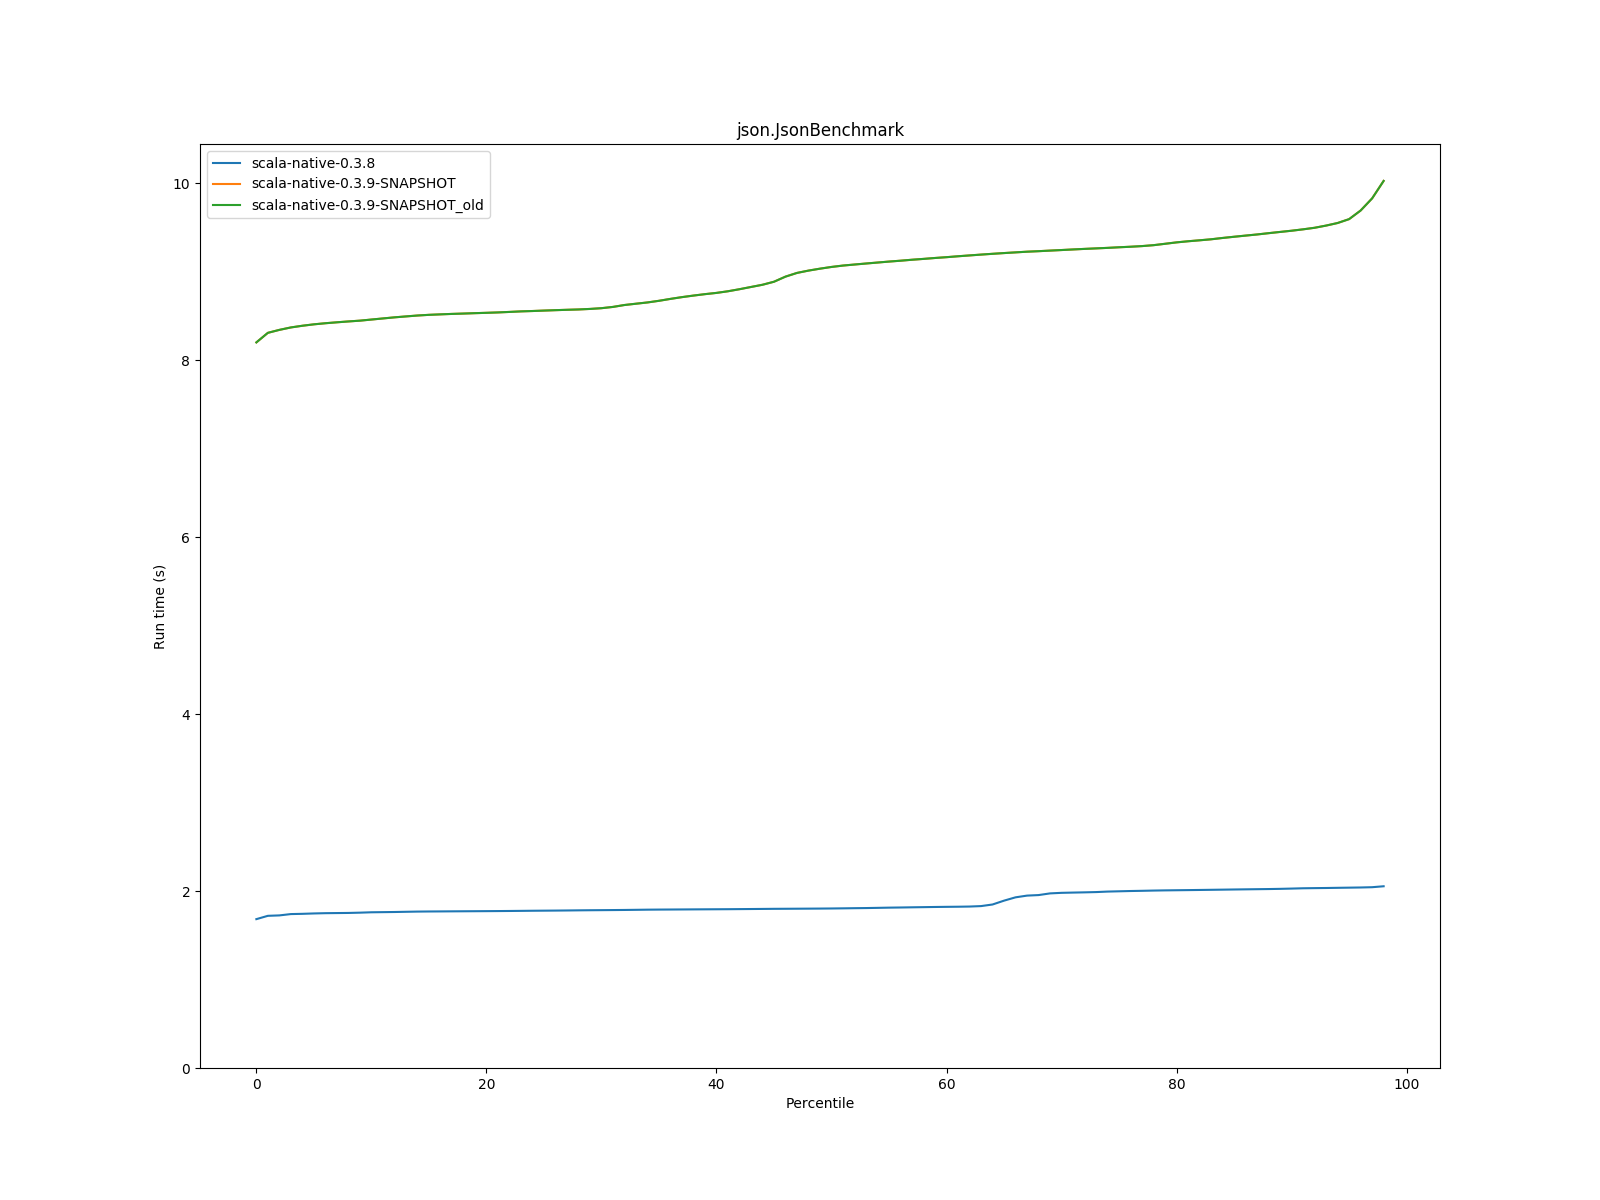 json.JsonBenchmark
scala-native-0.3.8
scala-native-0.3.9-SNAPSHOT
scala-native-0.3.9-SNAPSHOT_old
10
8
6
4
2
0
Run time (s)
0 20 40 60 80 100
Percentile